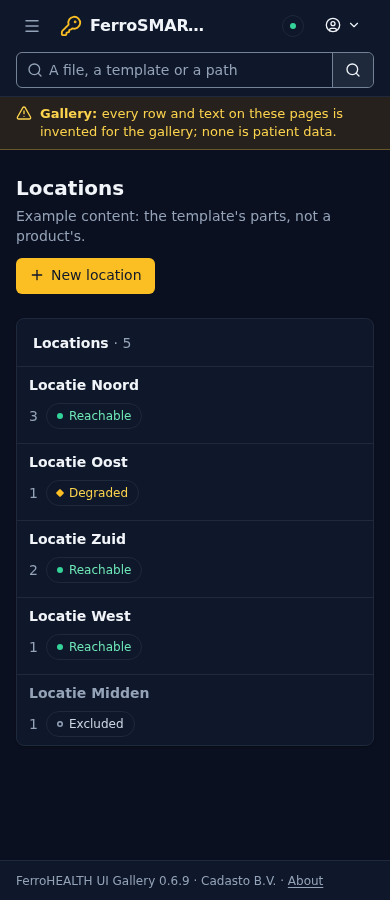 FerroSMAR…
A file, a template or a path
Gallery: every row and text on these pages is
invented for the gallery; none is patient data.
Locations
Example content: the template's parts, not a
product's.
New location
Locations · 5
Locatie Noord
3 Reachable
Locatie Oost
1 Degraded
Locatie Zuid
2 Reachable
Locatie West
1 Reachable
Locatie Midden
1 Excluded
FerroHEALTH UI Gallery 0.6.9 · Cadasto B.V. · About